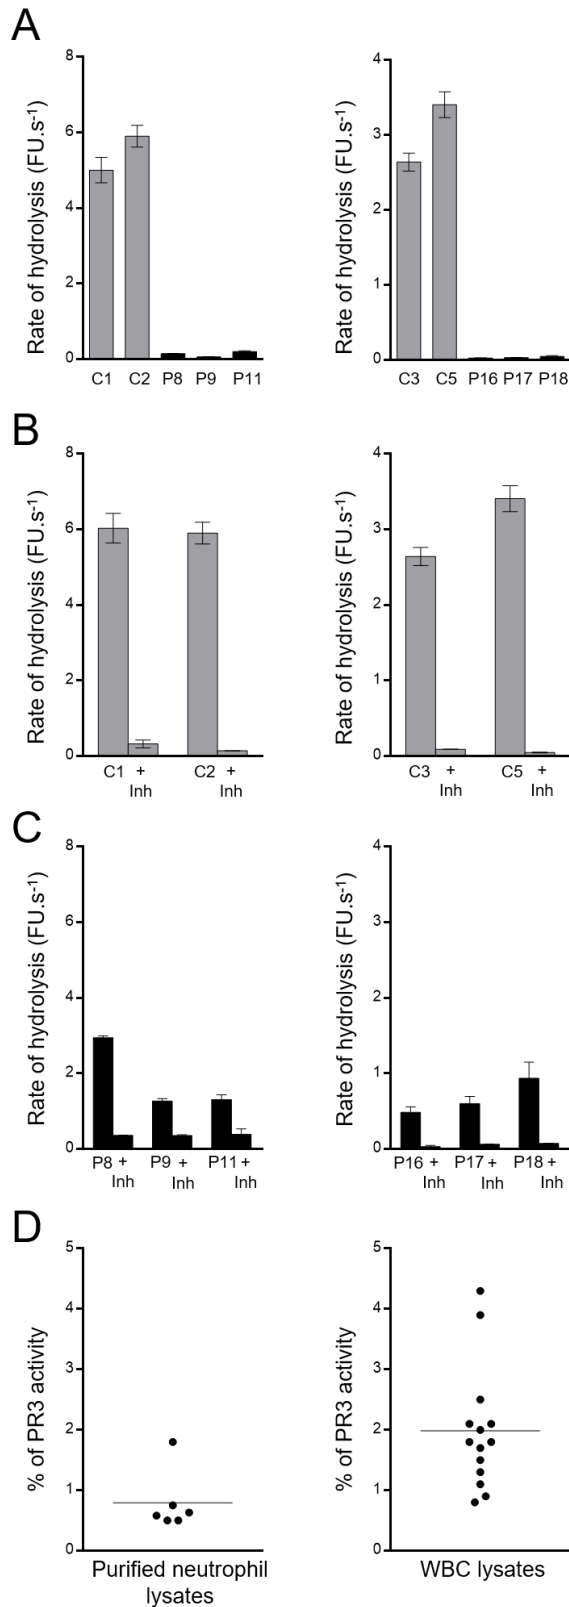 A
Rate of hydrolysis (FU.s-1)
8
6
4
2
0
C1 C2 P8 P9 P11
Rate of hydrolysis (FU.s-1)
4
3
2
1
0
C3 C5 P16 P17 P18
B
Rate of hydrolysis (FU.s-1)
8
6
4
2
0
C1 + C2 +
Inh Inh
Rate of hydrolysis (FU.s-1)
4
3
2
1
0
C3 + C5 +
Inh Inh
C
Rate of hydrolysis (FU.s-1)
8
6
4
2
0
P8 + P9 + P11 +
Inh Inh Inh
Rate of hydrolysis (FU.s-1)
4
3
2
1
0
P16 + P17 + P18 +
Inh Inh Inh
D
% of PR3 activity
5
4
3
2
1
0
Purified neutrophil
lysates
% of PR3 activity
5
4
3
2
1
0
WBC lysates